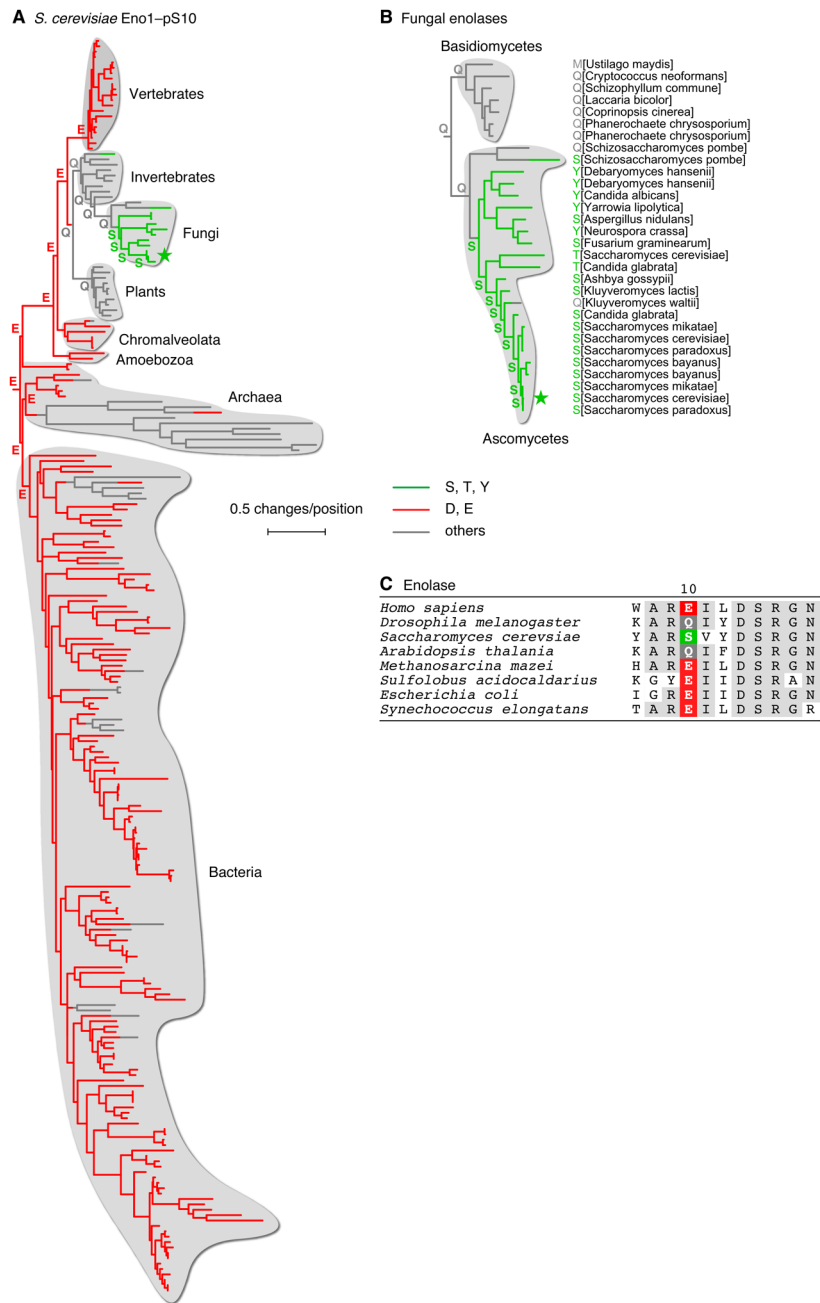 A S. cerevisiae Eno1–pS10
Vertebrates
E
E
Q
Invertebrates
Q
Q
Q
Fungi
Q
S
S
S
S
Plants
E
Chromalveolata
Amoebozoa
E
E
Archaea
E
E
Bacteria
0.5 changes/position
S, T, Y
D, E
others
B Fungal enolases
Basidiomycetes
Q
Q
S
S
S
S
S
S
S
S
Ascomycetes
M[Ustilago maydis]
Q[Cryptococcus neoformans]
Q[Schizophyllum commune]
Q[Laccaria bicolor]
Q[Coprinopsis cinerea]
Q[Phanerochaete chrysosporium]
Q[Phanerochaete chrysosporium]
Q[Schizosaccharomyces pombe]
S[Schizosaccharomyces pombe]
Y[Debaryomyces hansenii]
Y[Debaryomyces hansenii]
Y[Candida albicans]
Y[Yarrowia lipolytica]
S[Aspergillus nidulans]
Y[Neurospora crassa]
S[Fusarium graminearum]
T[Saccharomyces cerevisiae]
T[Candida glabrata]
S[Ashbya gossypii]
S[Kluyveromyces lactis]
Q[Kluyveromyces waltii]
S[Candida glabrata]
S[Saccharomyces mikatae]
S[Saccharomyces cerevisiae]
S[Saccharomyces paradoxus]
S[Saccharomyces bayanus]
S[Saccharomyces bayanus]
S[Saccharomyces mikatae]
S[Saccharomyces cerevisiae]
S[Saccharomyces paradoxus]
C Enolase
10
Homo sapiens W A R E I L D S R G N
Drosophila melanogaster K A R Q I Y D S R G N
Saccharomyces cerevsiae Y A R S V Y D S R G N
Arabidopsis thalania K A R Q I F D S R G N
Methanosarcina mazei H A R E I L D S R G N
Sulfolobus acidocaldarius K G Y E I I D S R A N
Escherichia coli I G R E I I D S R G N
Synechococcus elongatans T A R E I L D S R G R